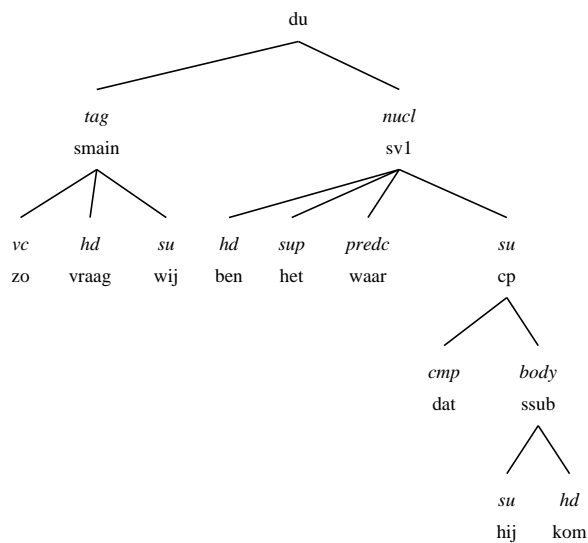 du
tag nucl
smain sv1
vc hd su hd sup predc su
zo vraag wij ben het waar cp
cmp body
dat ssub
su hd
hij kom